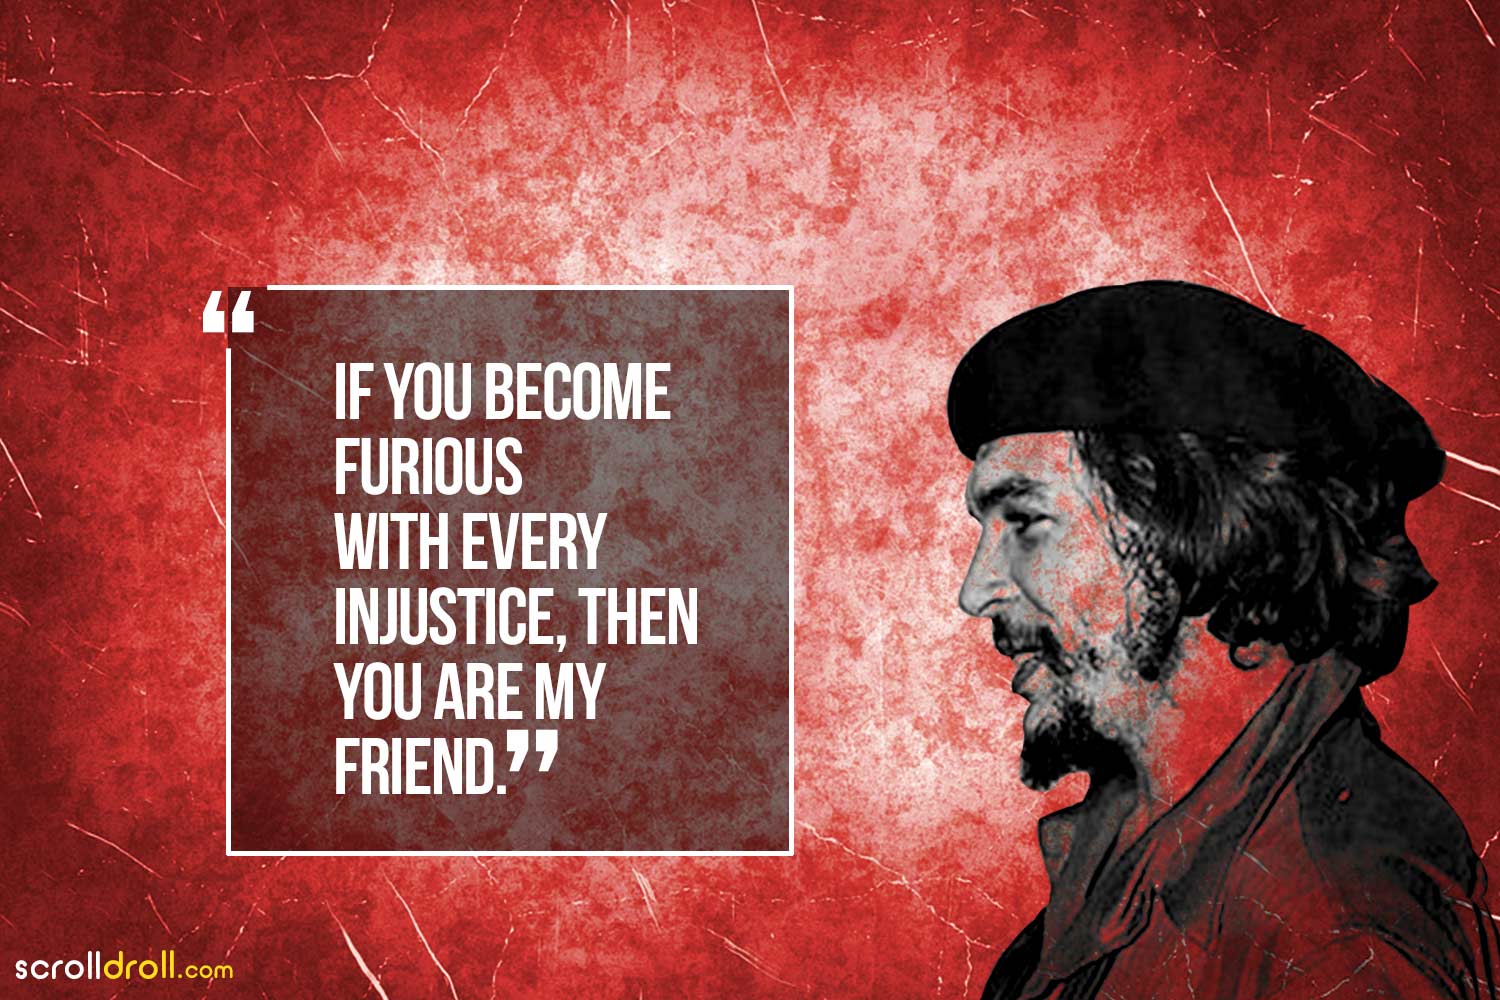 “
IF YOU BECOME
FURIOUS
WITH EVERY
INJUSTICE, THEN
YOU ARE MY
FRIEND.”
scrolldroll.com